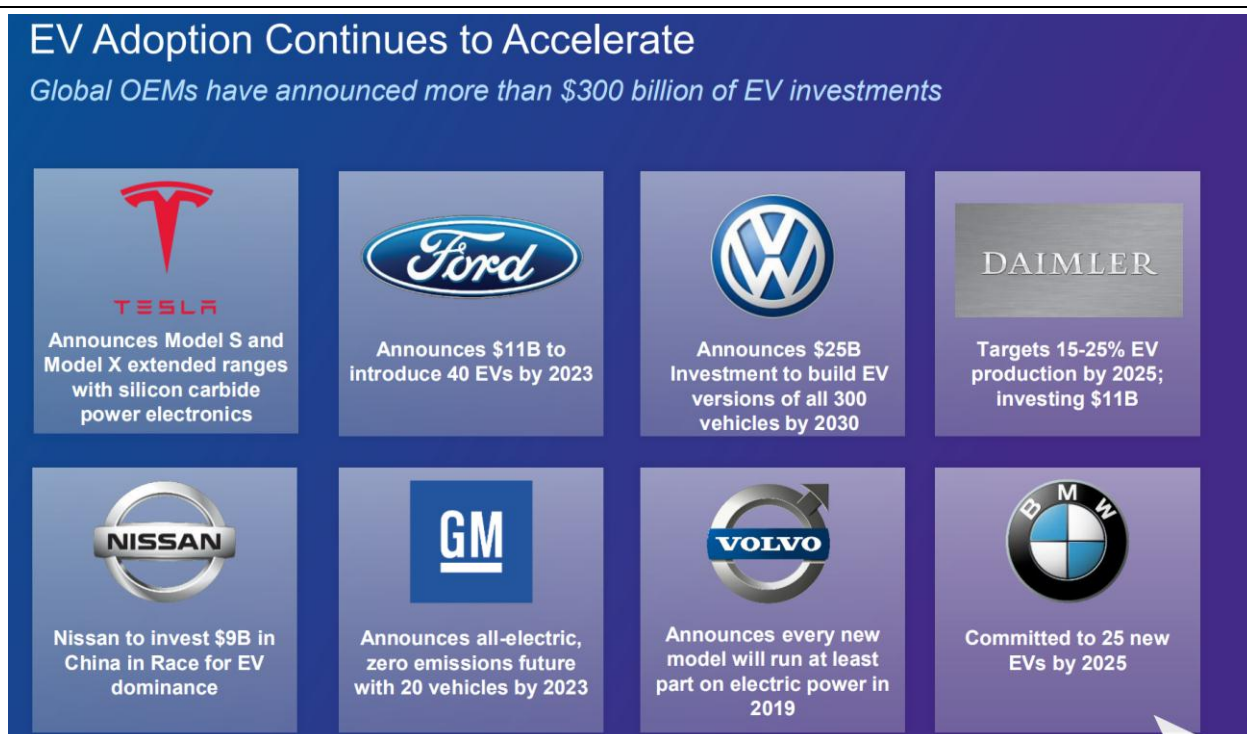 EV Adoption Continues to Accelerate
Global OEMs have announced more than $300 billion of EV investments
TESLA
Announces Model S and
Model X extended ranges
with silicon carbide
power electronics
Ford
Announces $11B to
introduce 40 EVs by 2023
VW
Announces $25B
Investment to build EV
versions of all 300
vehicles by 2030
DAIMLER
Targets 15-25% EV
production by 2025;
investing $11B
NISSAN
Nissan to invest $9B in
China in Race for EV
dominance
GM
Announces all-electric,
zero emissions future
with 20 vehicles by 2023
VOLVO
Announces every new
model will run at least
part on electric power in
2019
BMW
Committed to 25 new
EVs by 2025